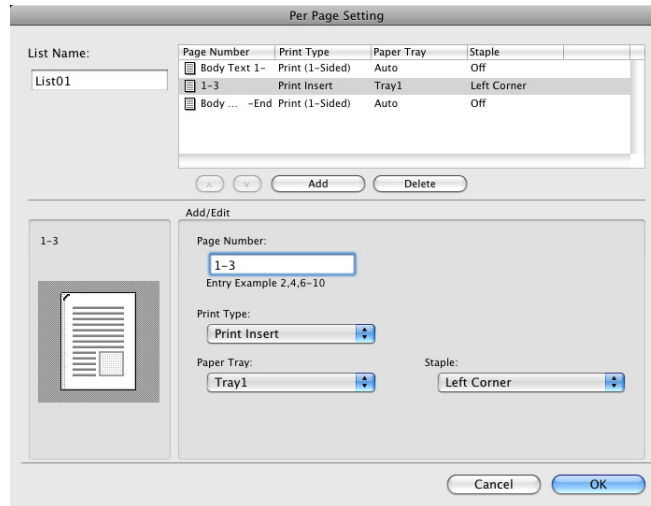 Per Page Setting
List Name:
List01
Page Number Print Type Paper Tray Staple
Body Text 1- Print (1-Sided) Auto Off
1-3 Print Insert Tray1 Left Corner
Body ... -End Print (1-Sided) Auto Off
Add Delete
Add/Edit
1-3
Page Number:
1-3
Entry Example 2,4,6-10
Print Type:
Print Insert
Paper Tray: Staple:
Tray1 Left Corner
Cancel OK